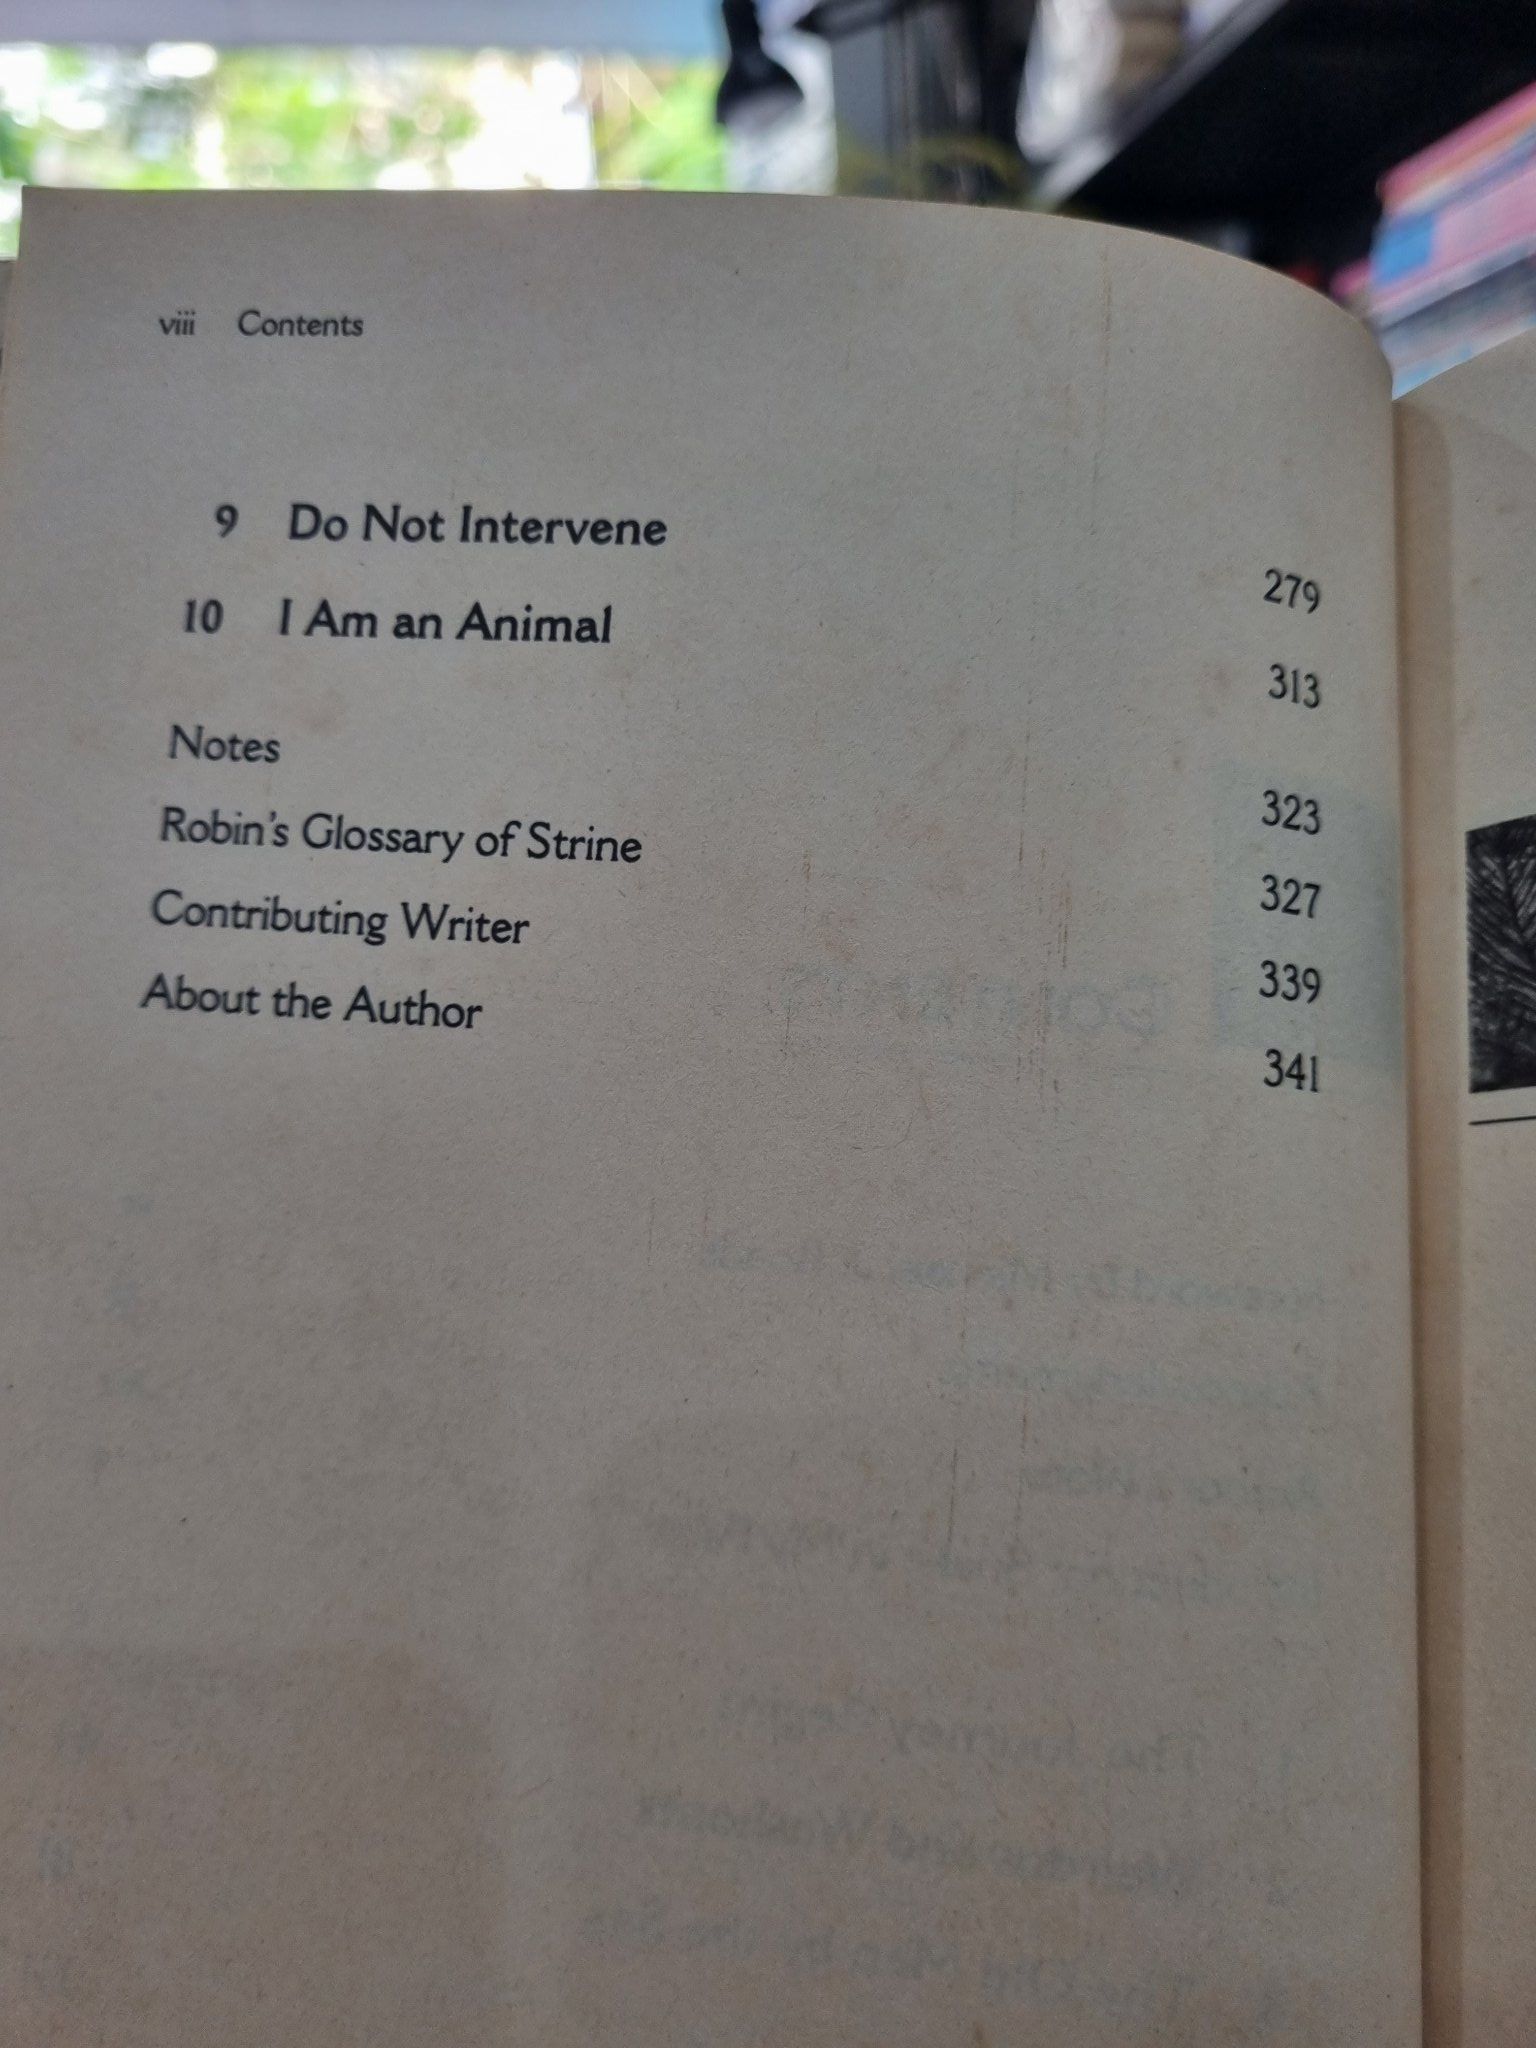 viii Contents
9 Do Not Intervene 279
10 I Am an Animal 313
Notes 323
Robin's Glossary of Strine 327
Contributing Writer 339
About the Author 341